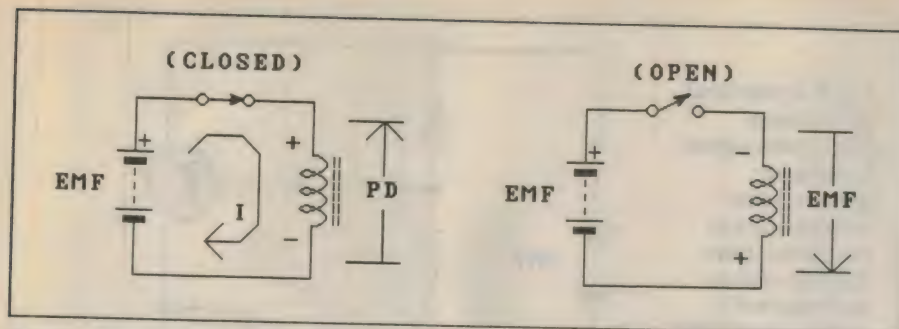 (CLOSED)
(OPEN)
+
+
EMF
I
PD
−
+
−
EMF
EMF
+